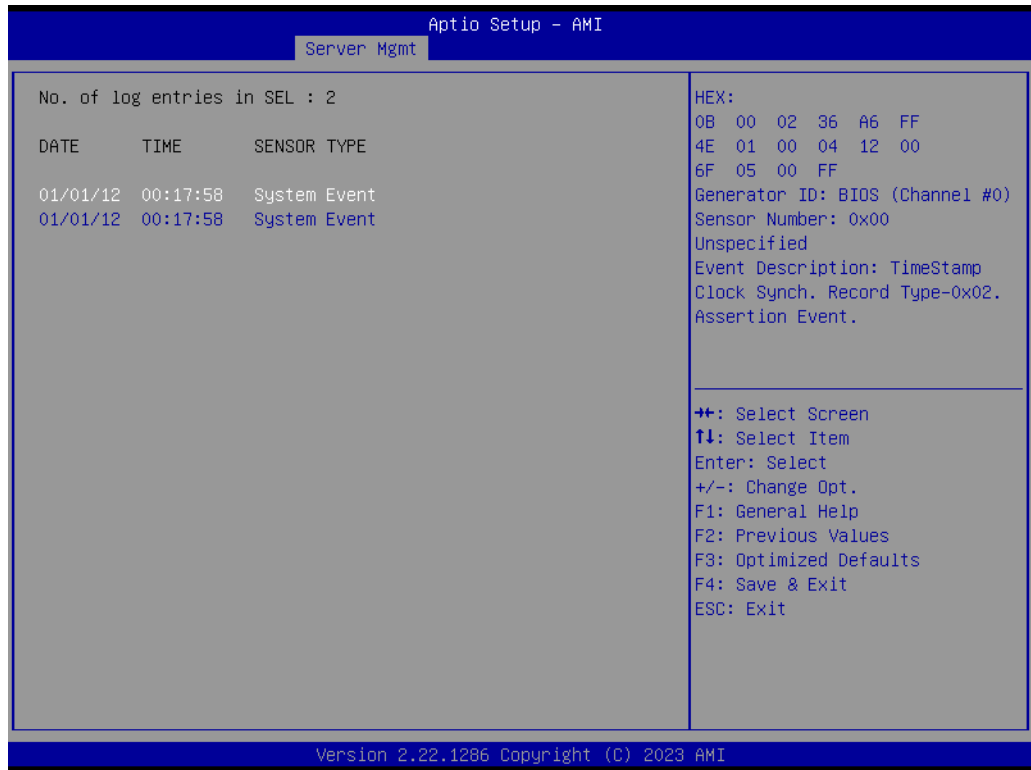 Aptio Setup – AMI
Server Mgmt
No. of log entries in SEL : 2
DATE TIME SENSOR TYPE
01/01/12 00:17:58 System Event
01/01/12 00:17:58 System Event
HEX:
0B 00 02 36 A6 FF
4E 01 00 04 12 00
6F 05 00 FF
Generator ID: BIOS (Channel #0)
Sensor Number: 0x00
Unspecified
Event Description: TimeStamp
Clock Synch. Record Type-0x02.
Assertion Event.
→←: Select Screen
↑↓: Select Item
Enter: Select
+/-: Change Opt.
F1: General Help
F2: Previous Values
F3: Optimized Defaults
F4: Save & Exit
ESC: Exit
Version 2.22.1286 Copyright (C) 2023 AMI